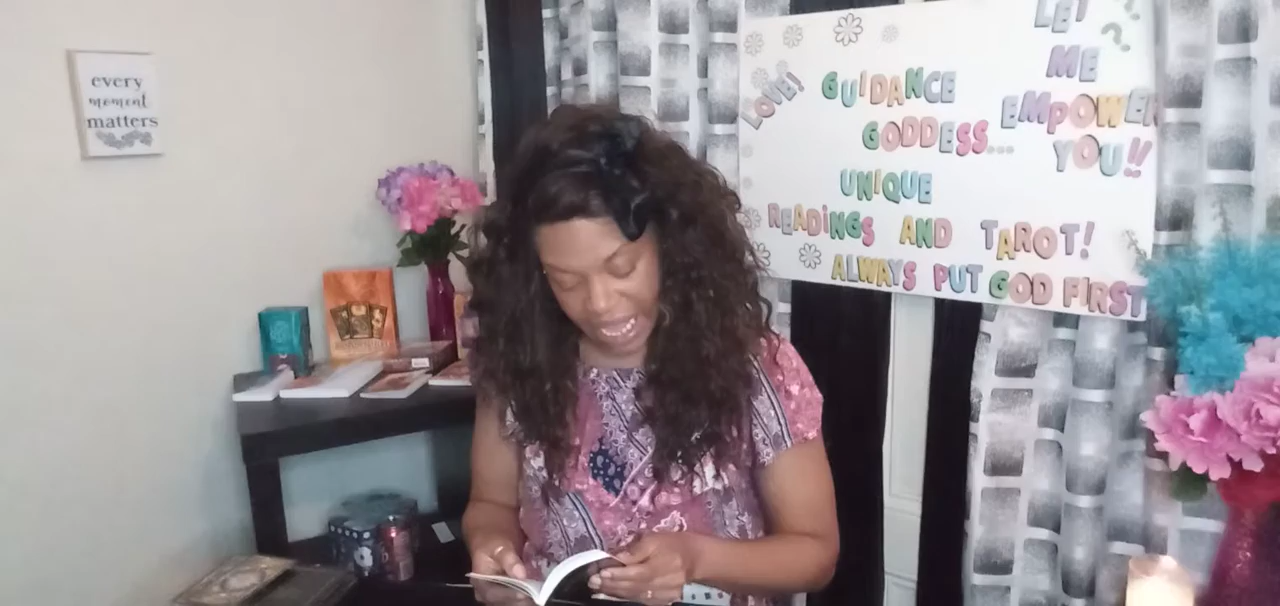 every
moment
matters
LOVE!
GUIDANCE
GODDESS...
UNIQUE
READINGS AND TAROT!
ALWAYS PUT GOD FIRST
LET
ME
EMPOWER
YOU!!
??